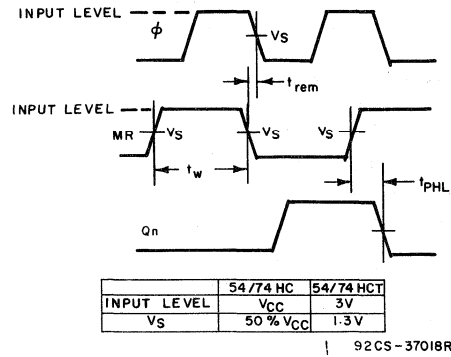 INPUT LEVEL
ϕ
VS
trem
INPUT LEVEL
MR
VS
VS
VS
tw
tPHL
Qn
54/74 HC 54/74 HCT
INPUT LEVEL VCC 3V
VS 50 % VCC 1.3V
92CS-37018R